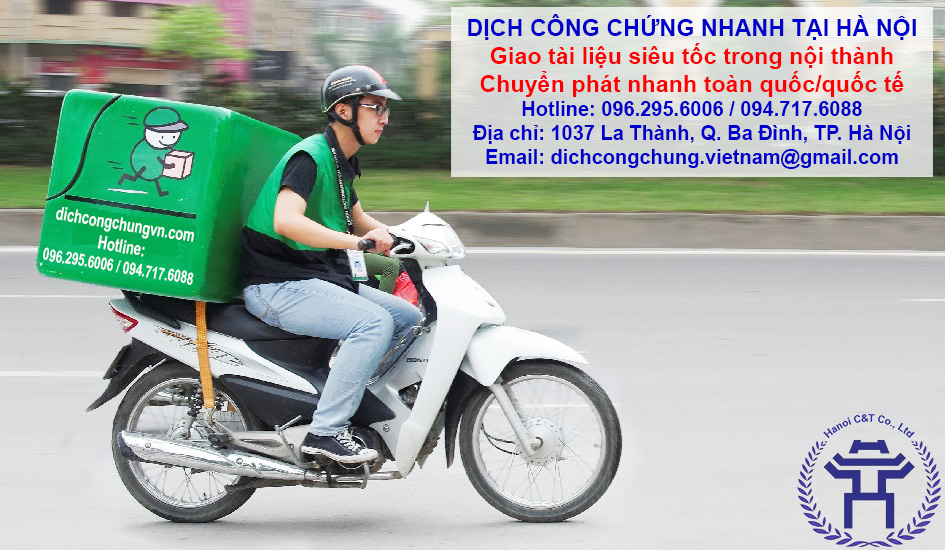 DỊCH CÔNG CHỨNG NHANH TẠI HÀ NỘI
Giao tài liệu siêu tốc trong nội thành
Chuyển phát nhanh toàn quốc/quốc tế
Hotline: 096.295.6006 / 094.717.6088
Địa chỉ: 1037 La Thành, Q. Ba Đình, TP. Hà Nội
Email: dichcongchung.vietnam@gmail.com
dichcongchungvn.com
Hotline:
096.295.6006 / 094.717.6088
Hanoi C&T Co., Ltd